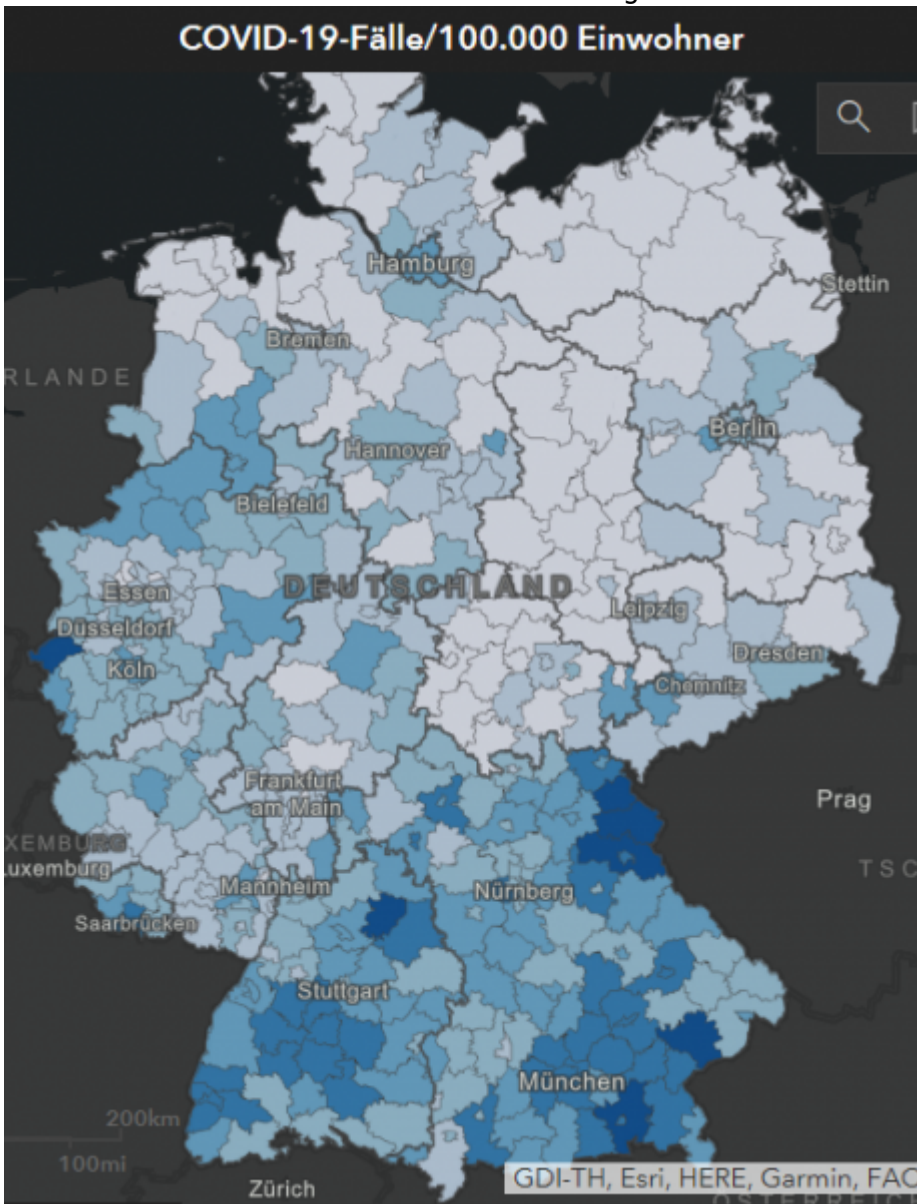 COVID-19-Fälle/100.000 Einwohner
Hamburg
Stettin
Bremen
RLANDE
Berlin
Hannover
Bielefeld
DEUTSCHLAND
Essen
Leipzig
Düsseldorf
Dresden
Köln
Chemnitz
Frankfurt
am Main
Prag
XEMBURG
Luxemburg
TSC
Mannheim
Nürnberg
Saarbrücken
Stuttgart
München
200km
100mi
Zürich
GDI-TH, Esri, HERE, Garmin, FAO